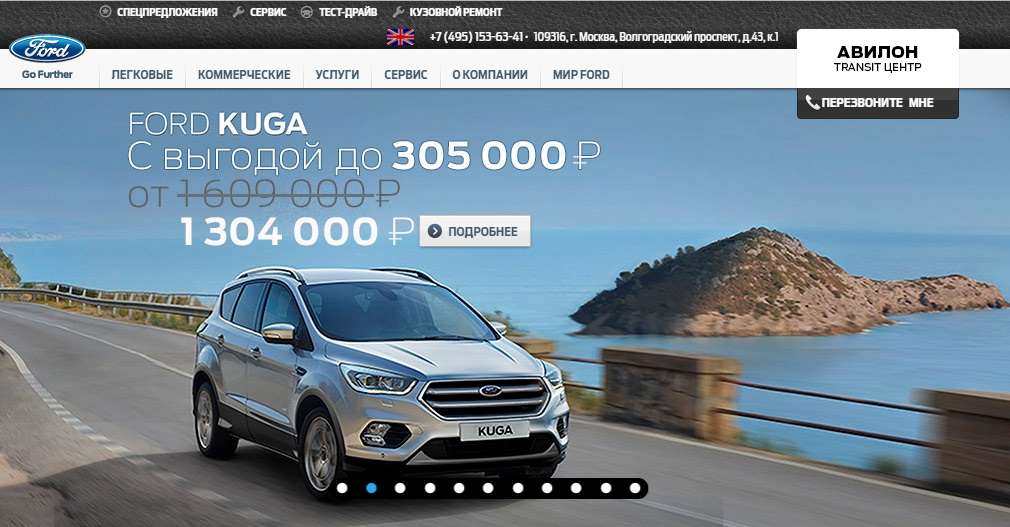 СПЕЦПРЕДЛОЖЕНИЯ СЕРВИС ТЕСТ-ДРАЙВ КУЗОВНОЙ РЕМОНТ
+7 (495) 153-63-41 · 109316, г. Москва, Волгоградский проспект, д.43, к.1
Ford
Go Further
ЛЕГКОВЫЕ КОММЕРЧЕСКИЕ УСЛУГИ СЕРВИС О КОМПАНИИ МИР FORD
АВИЛОН
TRANSIT ЦЕНТР
ПЕРЕЗВОНИТЕ МНЕ
FORD KUGA
С выгодой до 305 000 ₽
от 1 609 000 ₽
1 304 000 ₽
ПОДРОБНЕЕ
Ford
KUGA